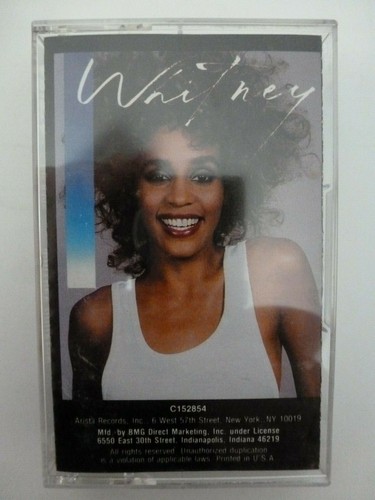 Whitney
C152854
Arista Records, Inc. 6 West 57th Street, New York, NY 10019
Mfd. by BMG Direct Marketing, Inc. under License
6550 East 30th Street, Indianapolis, Indiana 46219
All rights reserved. Unauthorized duplication
is a violation of applicable laws. Printed in U.S.A.